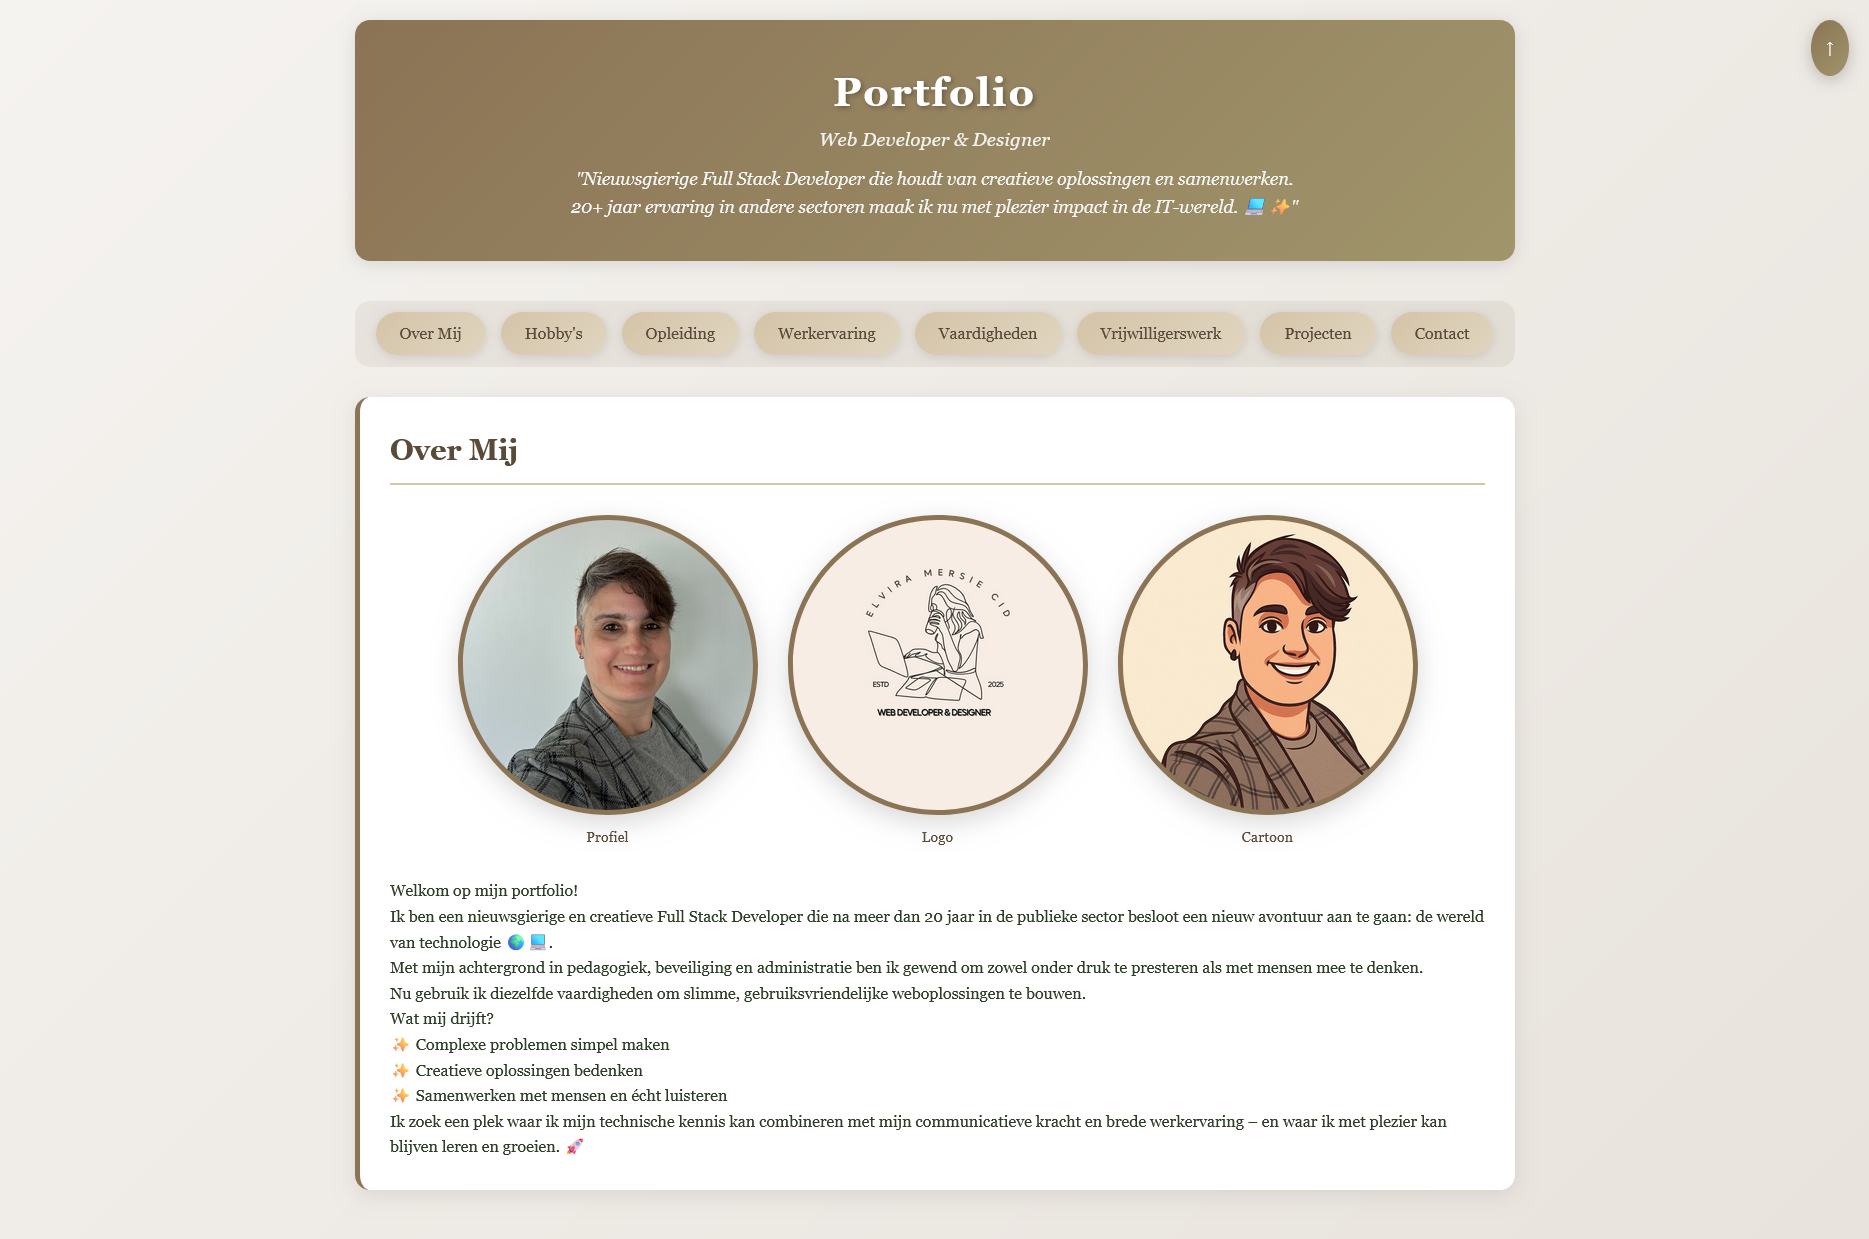 ↑
Portfolio
Web Developer & Designer
"Nieuwsgierige Full Stack Developer die houdt van creatieve oplossingen en samenwerken.
20+ jaar ervaring in andere sectoren maak ik nu met plezier impact in de IT-wereld. 💻 ✨"
Over Mij
Hobby's
Opleiding
Werkervaring
Vaardigheden
Vrijwilligerswerk
Projecten
Contact
Over Mij
ELVIRA MERSIE CID
ESTD 2025
WEB DEVELOPER & DESIGNER
Profiel
Logo
Cartoon
Welkom op mijn portfolio!
Ik ben een nieuwsgierige en creatieve Full Stack Developer die na meer dan 20 jaar in de publieke sector besloot een nieuw avontuur aan te gaan: de wereld
van technologie 🌍 💻.
Met mijn achtergrond in pedagogiek, beveiliging en administratie ben ik gewend om zowel onder druk te presteren als met mensen mee te denken.
Nu gebruik ik diezelfde vaardigheden om slimme, gebruiksvriendelijke weboplossingen te bouwen.
Wat mij drijft?
✨ Complexe problemen simpel maken
✨ Creatieve oplossingen bedenken
✨ Samenwerken met mensen en écht luisteren
Ik zoek een plek waar ik mijn technische kennis kan combineren met mijn communicatieve kracht en brede werkervaring – en waar ik met plezier kan
blijven leren en groeien. 🚀